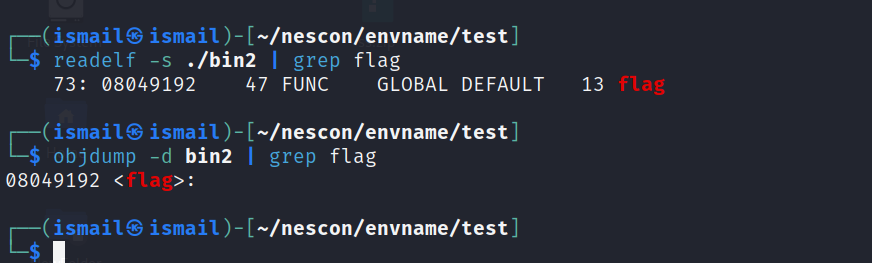 ┌──(ismail㉿ismail)-[~/nescon/envname/test]
└─$ readelf -s ./bin2 | grep flag
    73: 08049192    47 FUNC    GLOBAL DEFAULT   13 flag
┌──(ismail㉿ismail)-[~/nescon/envname/test]
└─$ objdump -d bin2 | grep flag
08049192 <flag>:
┌──(ismail㉿ismail)-[~/nescon/envname/test]
└─$